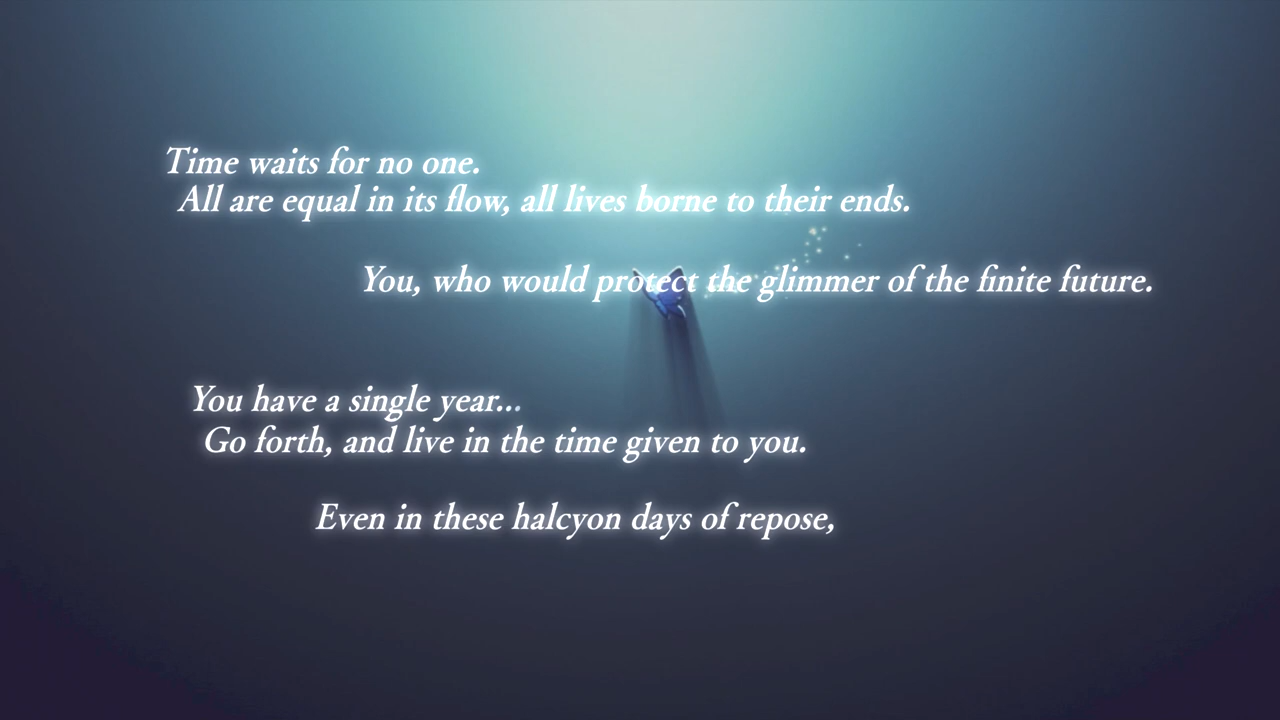 Time waits for no one.
All are equal in its flow, all lives borne to their ends.
You, who would protect the glimmer of the finite future.
You have a single year...
Go forth, and live in the time given to you.
Even in these halcyon days of repose,